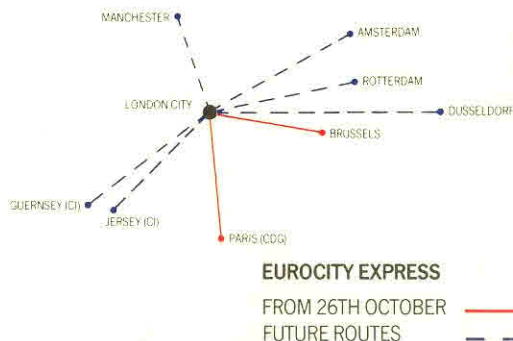 MANCHESTER
AMSTERDAM
ROTTERDAM
LONDON CITY
DUSSELDORF
BRUSSELS
GUERNSEY (CI)
JERSEY (CI)
PARIS (CDG)
EUROCITY EXPRESS
FROM 26TH OCTOBER
FUTURE ROUTES